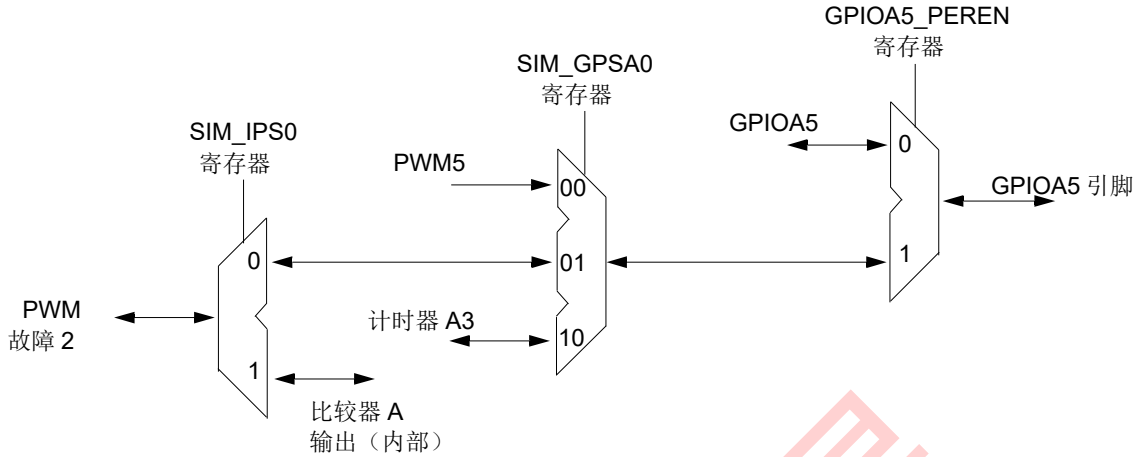 GPIOA5_PEREN
寄存器
SIM_GPSA0
寄存器
GPIOA5
0
SIM_IPS0
寄存器
PWM5
00
GPIOA5 引脚
0
01
1
PWM
故障 2
计时器 A3
10
1
比较器 A
输出（内部）